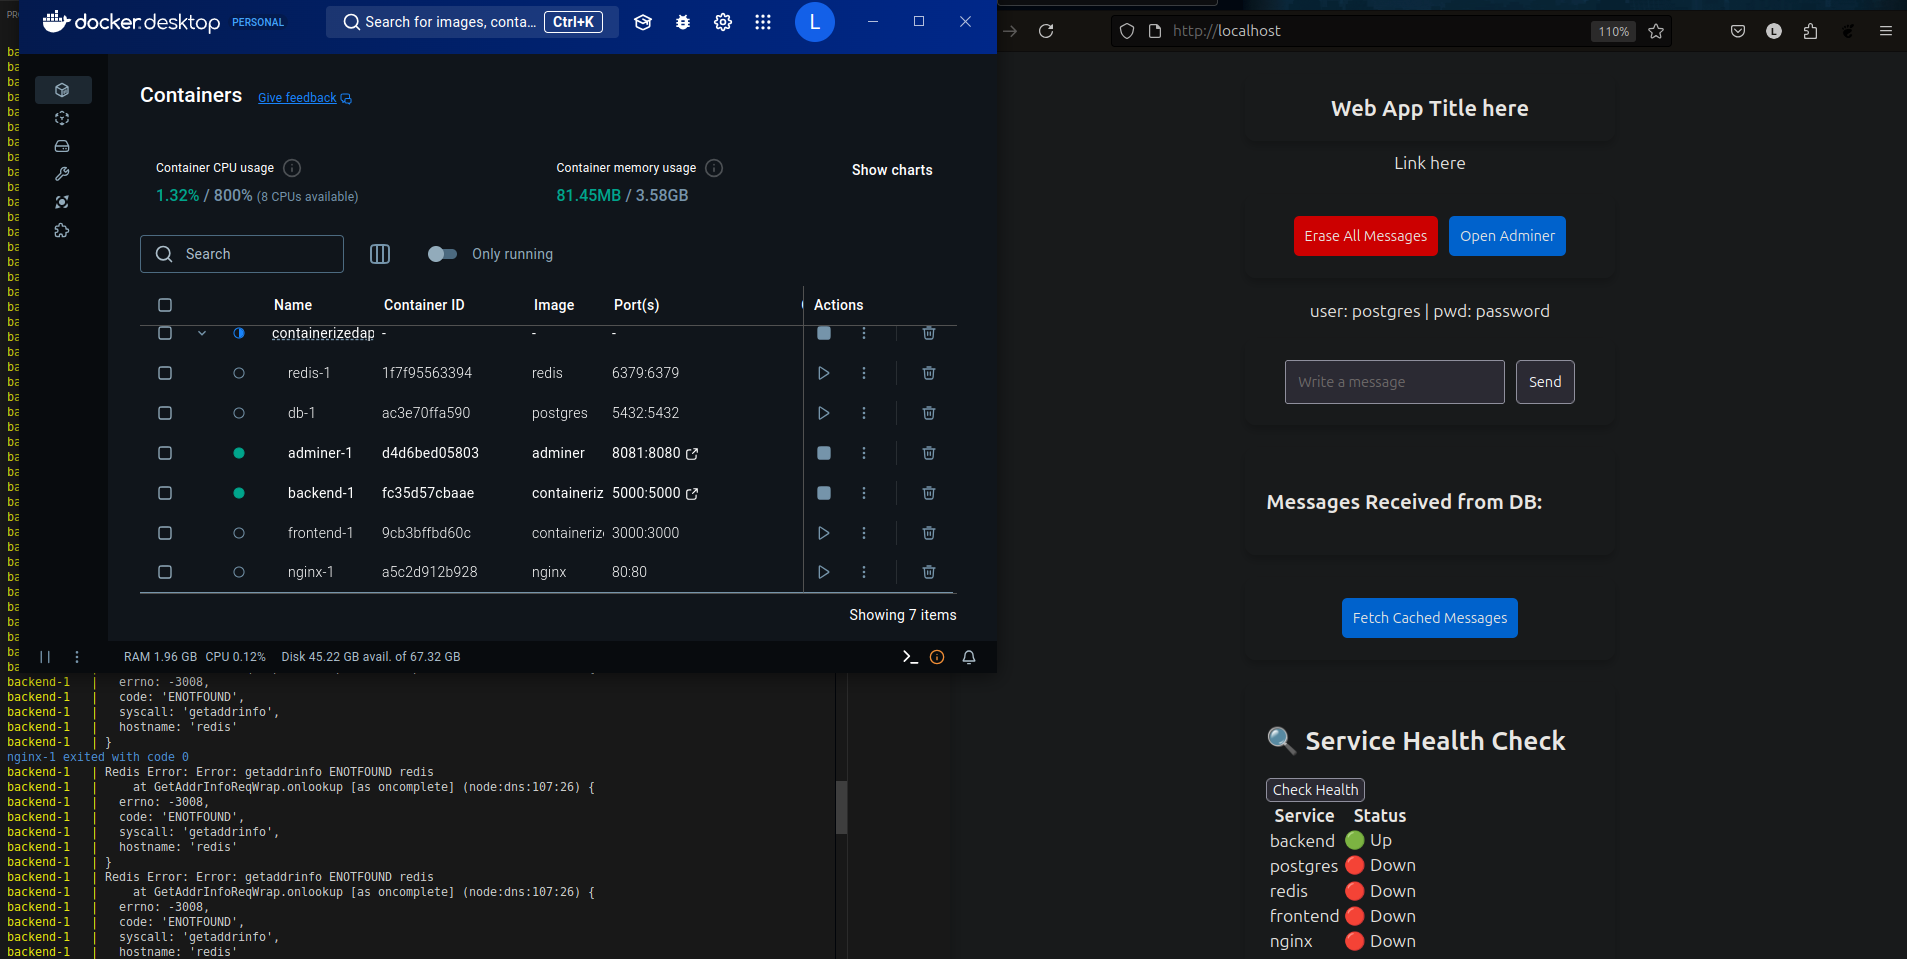 docker.desktop PERSONAL
Search for images, conta... Ctrl+K
L
Containers Give feedback
Container CPU usage
1.32% / 800% (8 CPUs available)
Container memory usage
81.45MB / 3.58GB
Show charts
Search
Only running
Name Container ID Image Port(s) Actions
containerizedap - - -
redis-1 1f7f95563394 redis 6379:6379
db-1 ac3e70ffa590 postgres 5432:5432
adminer-1 d4d6bed05803 adminer 8081:8080
backend-1 fc35d57cbaae containeriz 5000:5000
frontend-1 9cb3bffbd60c containeriz 3000:3000
nginx-1 a5c2d912b928 nginx 80:80
Showing 7 items
RAM 1.96 GB CPU 0.12% Disk 45.22 GB avail. of 67.32 GB
backend-1 | errno: -3008,
backend-1 | code: 'ENOTFOUND',
backend-1 | syscall: 'getaddrinfo',
backend-1 | hostname: 'redis'
backend-1 | }
nginx-1 exited with code 0
backend-1 | Redis Error: Error: getaddrinfo ENOTFOUND redis
backend-1 | at GetAddrInfoReqWrap.onlookup [as oncomplete] (node:dns:107:26) {
backend-1 | errno: -3008,
backend-1 | code: 'ENOTFOUND',
backend-1 | syscall: 'getaddrinfo',
backend-1 | hostname: 'redis'
backend-1 | }
backend-1 | Redis Error: Error: getaddrinfo ENOTFOUND redis
backend-1 | at GetAddrInfoReqWrap.onlookup [as oncomplete] (node:dns:107:26) {
backend-1 | errno: -3008,
backend-1 | code: 'ENOTFOUND',
backend-1 | syscall: 'getaddrinfo',
backend-1 | hostname: 'redis'
http://localhost 110%
L
Web App Title here
Link here
Erase All Messages Open Adminer
user: postgres | pwd: password
Write a message Send
Messages Received from DB:
Fetch Cached Messages
Service Health Check
Check Health
Service Status
backend Up
postgres Down
redis Down
frontend Down
nginx Down